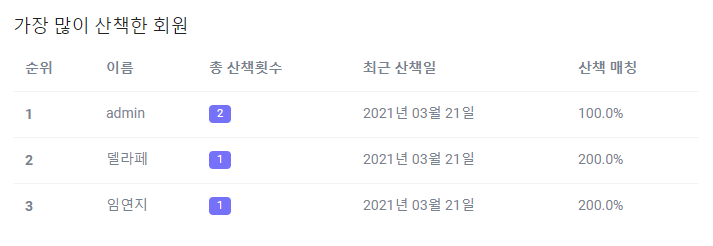 가장 많이 산책한 회원
순위 이름 총 산책횟수 최근 산책일 산책 매칭
1 admin 2 2021년 03월 21일 100.0%
2 델라페 1 2021년 03월 21일 200.0%
3 임연지 1 2021년 03월 21일 200.0%